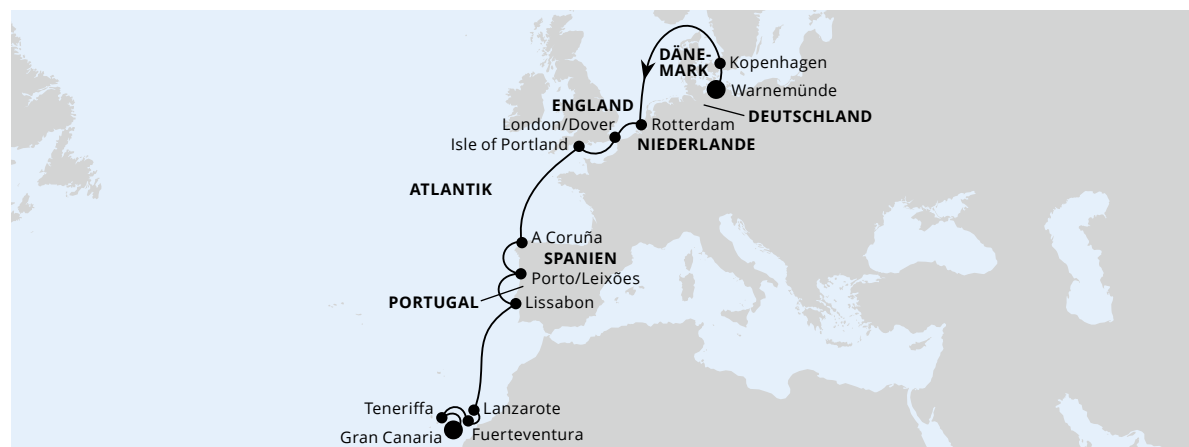 DÄNE-
MARK
Kopenhagen
Warnemünde
DEUTSCHLAND
ENGLAND
London/Dover
Rotterdam
Isle of Portland
NIEDERLANDE
ATLANTIK
A Coruña
SPANIEN
Porto/Leixões
PORTUGAL
Lissabon
Teneriffa
Lanzarote
Gran Canaria
Fuerteventura